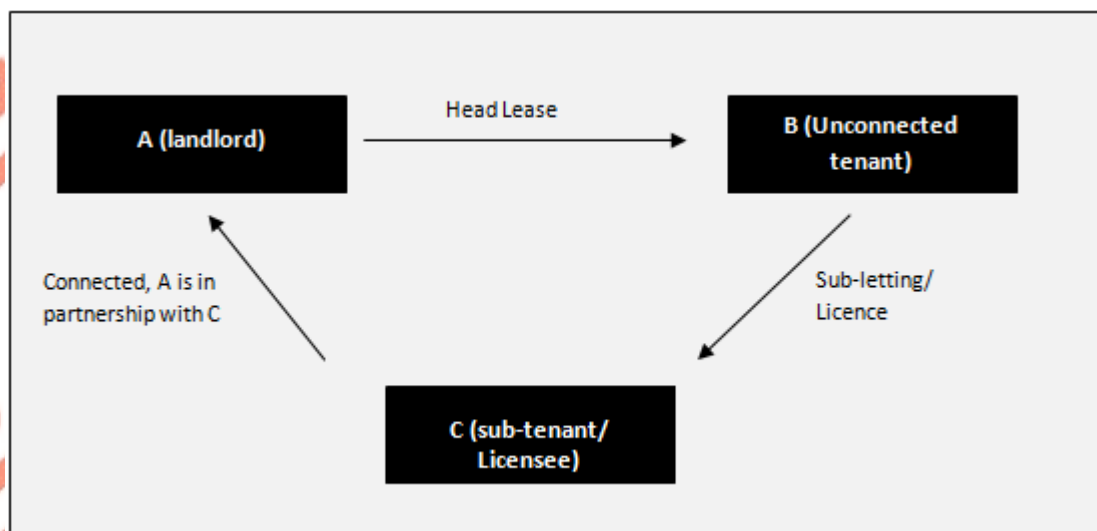 Head Lease
A (landlord)
B (Unconnected
tenant)
Connected, A is in
partnership with C
Sub-letting/
Licence
C (sub-tenant/
Licensee)